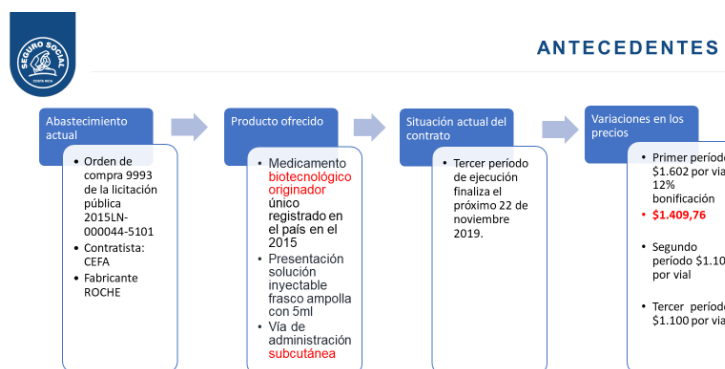 SEGURO SOCIAL
COSTA RICA
ANTECEDENTES
Abastecimiento
actual
• Orden de
compra 9993
de la licitación
pública
2015LN-
000044-5101
• Contratista:
CEFA
• Fabricante
ROCHE
Producto ofrecido
• Medicamento
biotecnológico
originador
único
registrado en
el país en el
2015
• Presentación
solución
inyectable
frasco ampolla
con 5ml
• Vía de
administración
subcutánea
Situación actual del
contrato
• Tercer período
de ejecución
finaliza el
próximo 22 de
noviembre
2019.
Variaciones en los
precios
• Primer período
$1.602 por vial
12%
bonificación
• $1.409,76
• Segundo
período $1.10
por vial
• Tercer período
$1.100 por vial